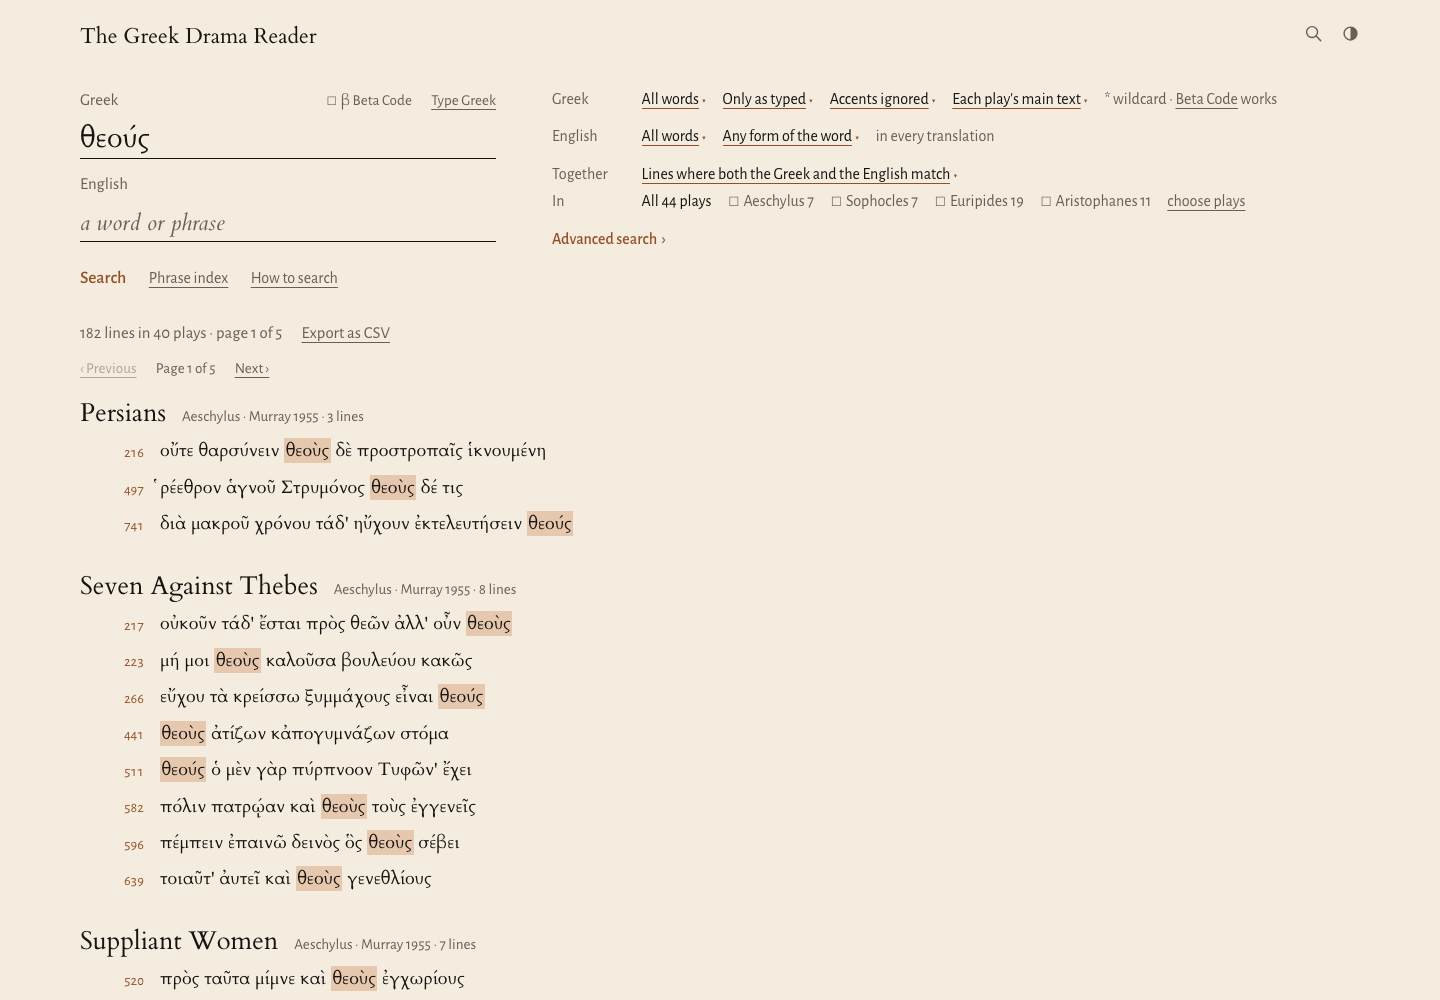 The Greek Drama Reader
Greek
□ β Beta Code Type Greek
θεούς
English
a word or phrase
Search Phrase index How to search
Greek All words Only as typed Accents ignored Each play's main text * wildcard · Beta Code works
English All words Any form of the word in every translation
Together Lines where both the Greek and the English match
In All 44 plays □ Aeschylus 7 □ Sophocles 7 □ Euripides 19 □ Aristophanes 11 choose plays
Advanced search ›
182 lines in 40 plays · page 1 of 5 Export as CSV
‹ Previous Page 1 of 5 Next ›
Persians Aeschylus · Murray 1955 · 3 lines
216 οὔτε θαρσύνειν θεοὺς δὲ προστροπαῖς ἱκνουμένη
497 ῾ρέεθρον ἁγνοῦ Στρυμόνος θεοὺς δέ τις
741 διὰ μακροῦ χρόνου τάδ' ηὔχουν ἐκτελευτήσειν θεούς
Seven Against Thebes Aeschylus · Murray 1955 · 8 lines
217 οὐκοῦν τάδ' ἔσται πρὸς θεῶν ἀλλ' οὖν θεοὺς
223 μή μοι θεοὺς καλοῦσα βουλεύου κακῶς
266 εὔχου τὰ κρείσσω ξυμμάχους εἶναι θεούς
441 θεοὺς ἀτίζων κἀπογυμνάζων στόμα
511 θεούς ὁ μὲν γὰρ πύρπνοον Τυφῶν' ἔχει
582 πόλιν πατρῴαν καὶ θεοὺς τοὺς ἐγγενεῖς
596 πέμπειν ἐπαινῶ δεινὸς ὃς θεοὺς σέβει
639 τοιαῦτ' ἀυτεῖ καὶ θεοὺς γενεθλίους
Suppliant Women Aeschylus · Murray 1955 · 7 lines
520 πρὸς ταῦτα μίμνε καὶ θεοὺς ἐγχωρίους